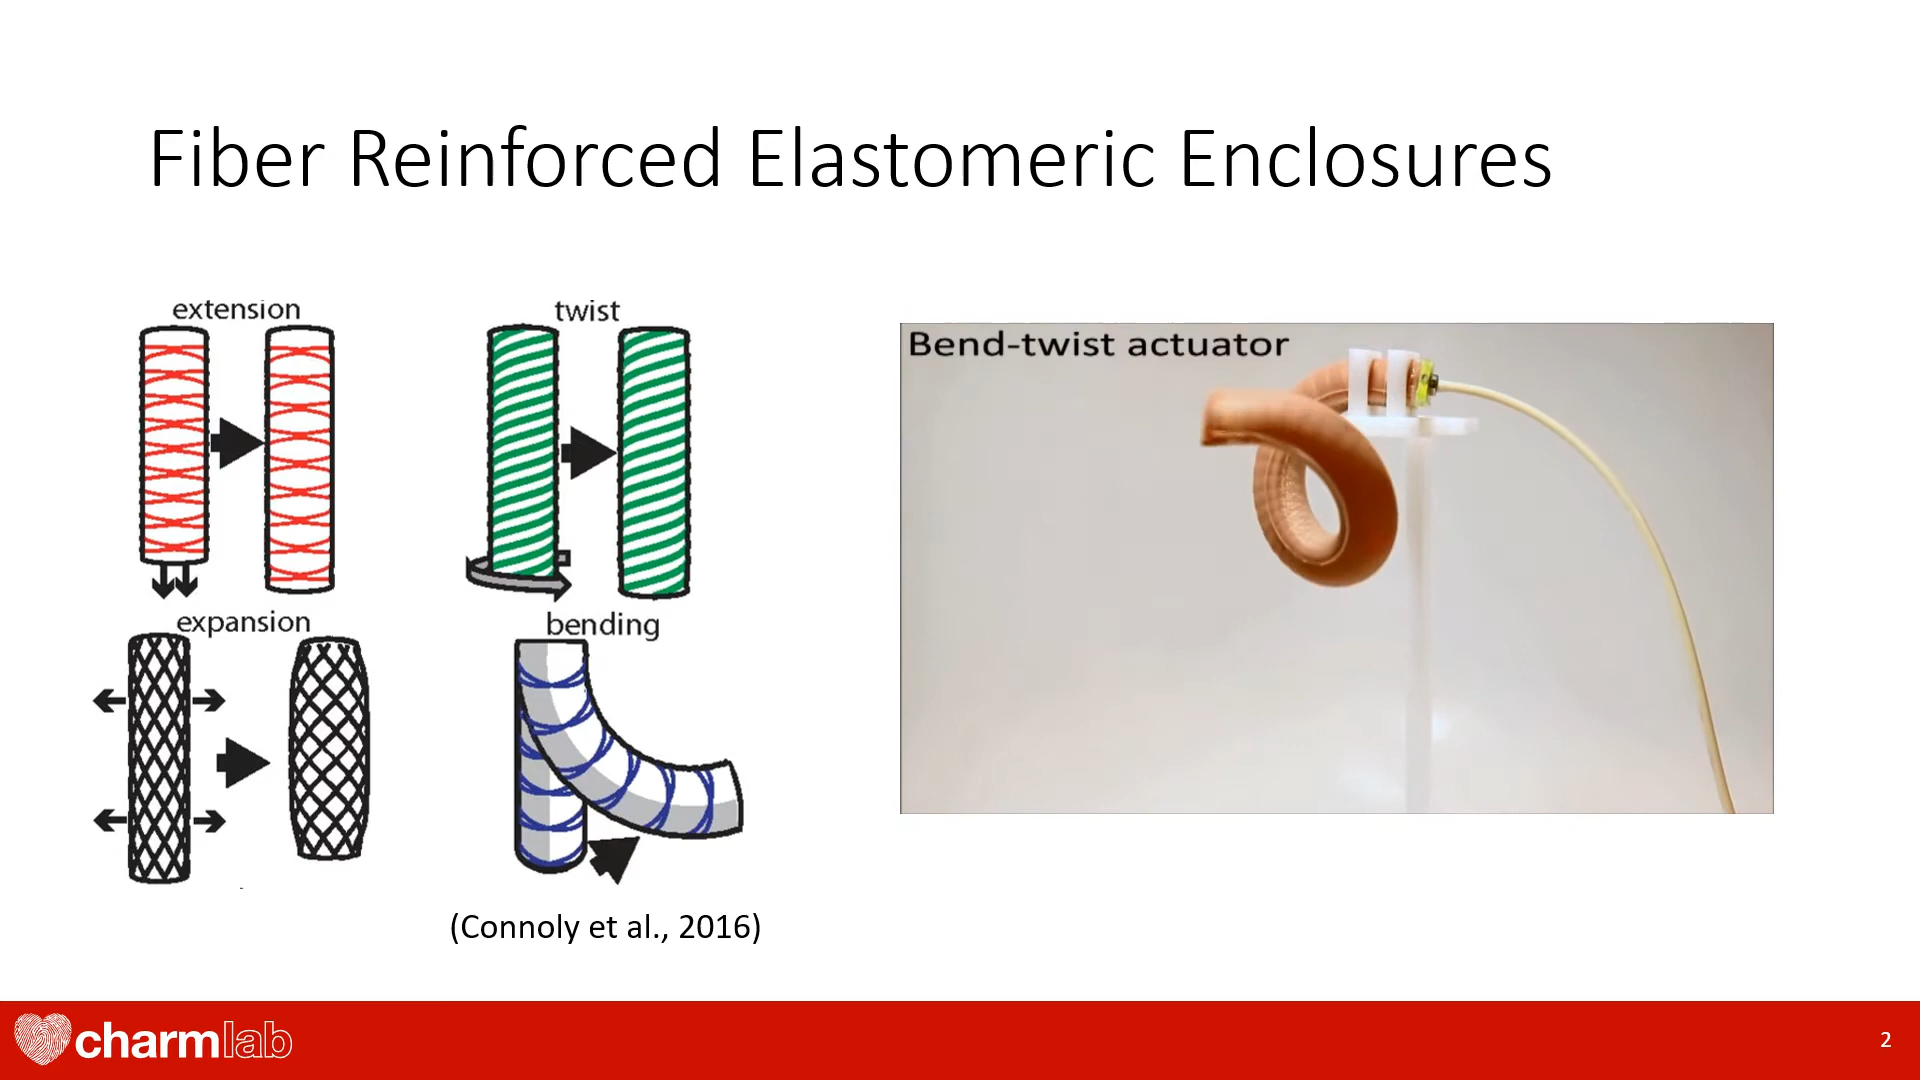 Fiber Reinforced Elastomeric Enclosures
extension
twist
expansion
bending
(Connoly et al., 2016)
Bend-twist actuator
charmlab
2